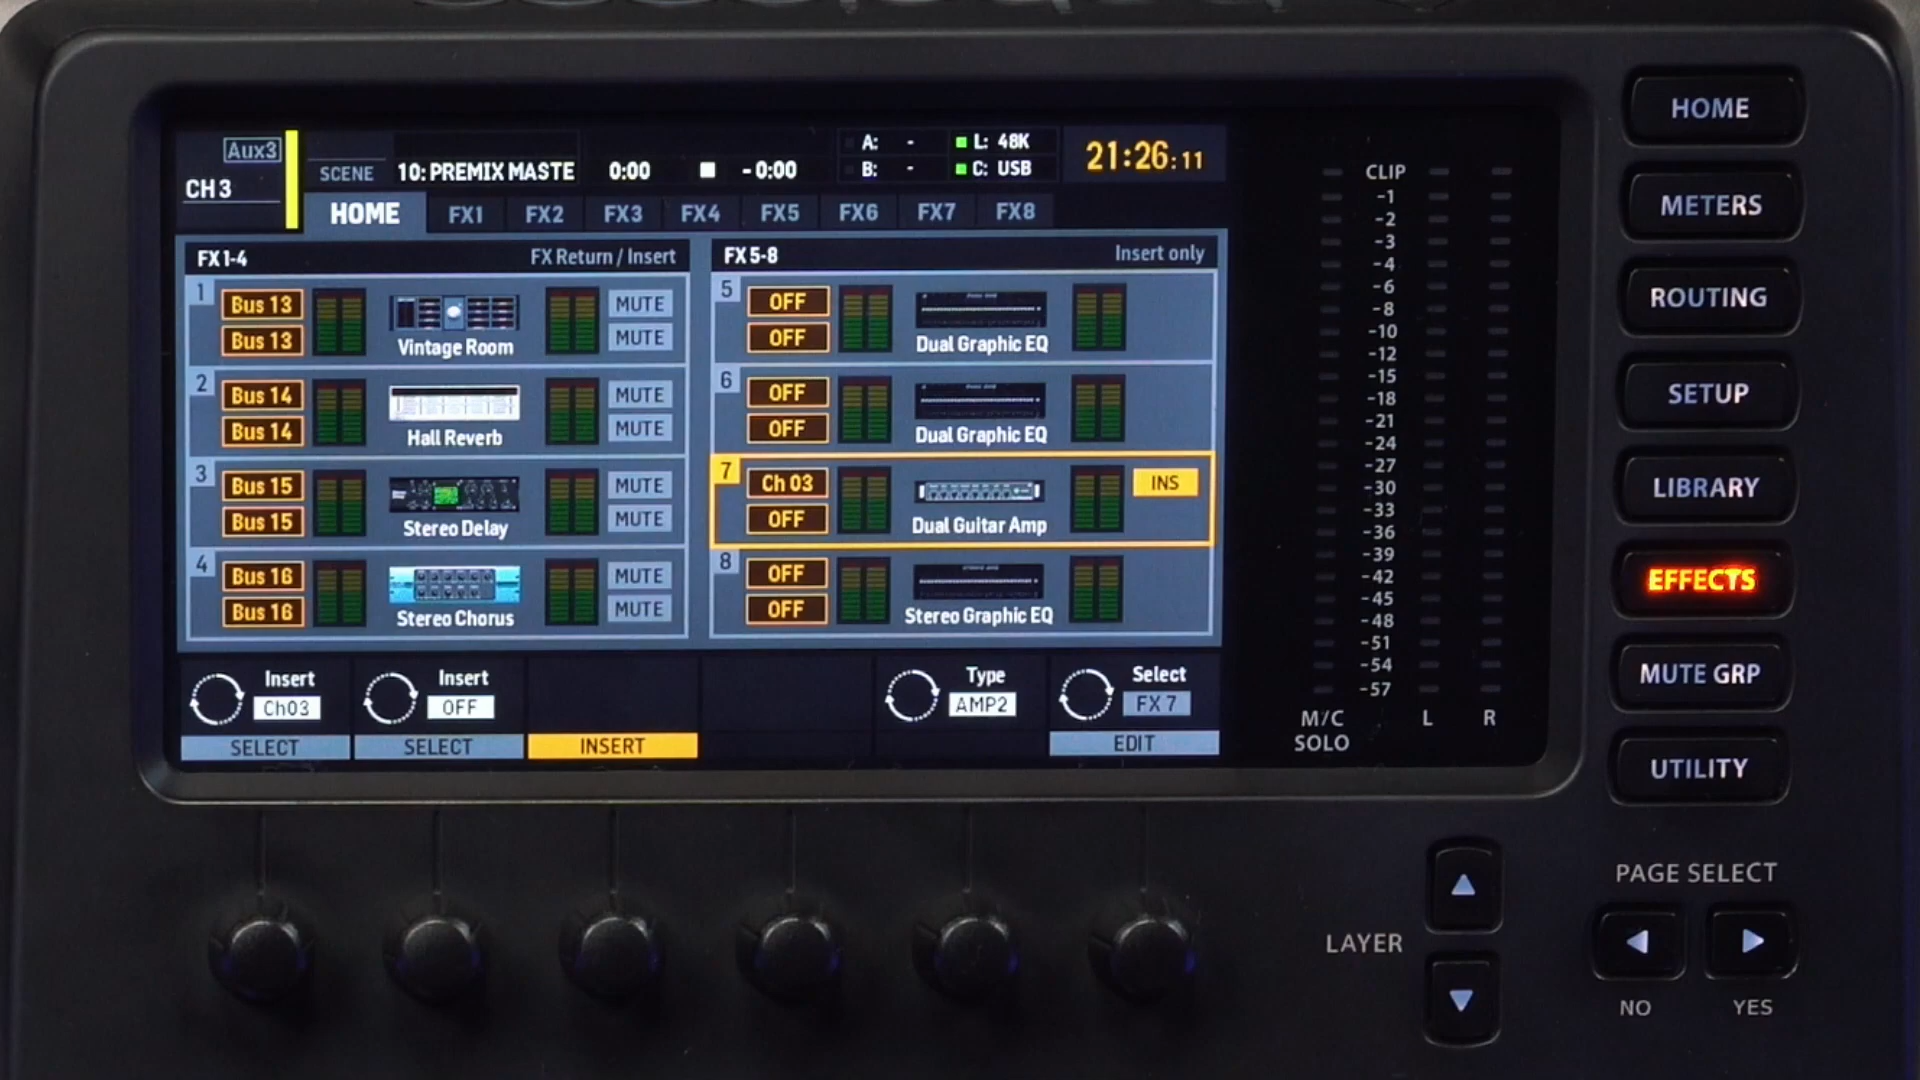 Aux3
CH 3
SCENE 10: PREMIX MASTE 0:00 - 0:00
A: - L: 48K
B: - C: USB
21:26:11
HOME FX1 FX2 FX3 FX4 FX5 FX6 FX7 FX8
FX 1-4 FX Return / Insert
1 Bus 13 Bus 13 Vintage Room MUTE MUTE
2 Bus 14 Bus 14 Hall Reverb MUTE MUTE
3 Bus 15 Bus 15 Stereo Delay MUTE MUTE
4 Bus 16 Bus 16 Stereo Chorus MUTE MUTE
FX 5-8 Insert only
5 OFF OFF Dual Graphic EQ
6 OFF OFF Dual Graphic EQ
7 Ch 03 OFF Dual Guitar Amp INS
8 OFF OFF Stereo Graphic EQ
Insert Ch03 SELECT
Insert OFF SELECT
INSERT
Type AMP2
Select FX 7 EDIT
CLIP
-1
-2
-3
-4
-6
-8
-10
-12
-15
-18
-21
-24
-27
-30
-33
-36
-39
-42
-45
-48
-51
-54
-57
M/C L R
SOLO
HOME
METERS
ROUTING
SETUP
LIBRARY
EFFECTS
MUTE GRP
UTILITY
LAYER
PAGE SELECT
NO YES